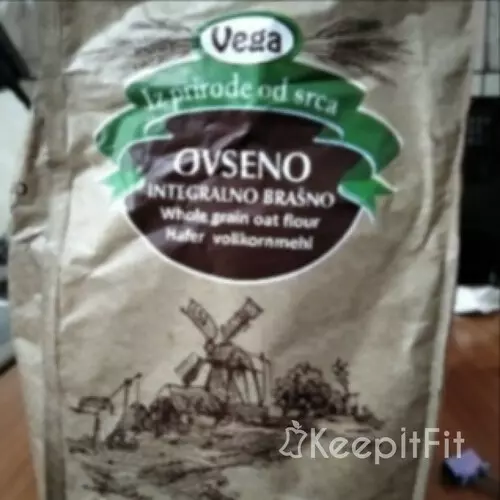 Vega
Iz prirode od srca
OVSENO
INTEGRALNO BRAŠNO
Whole grain oat flour
Hafer vollkornmehl
KeepitFit